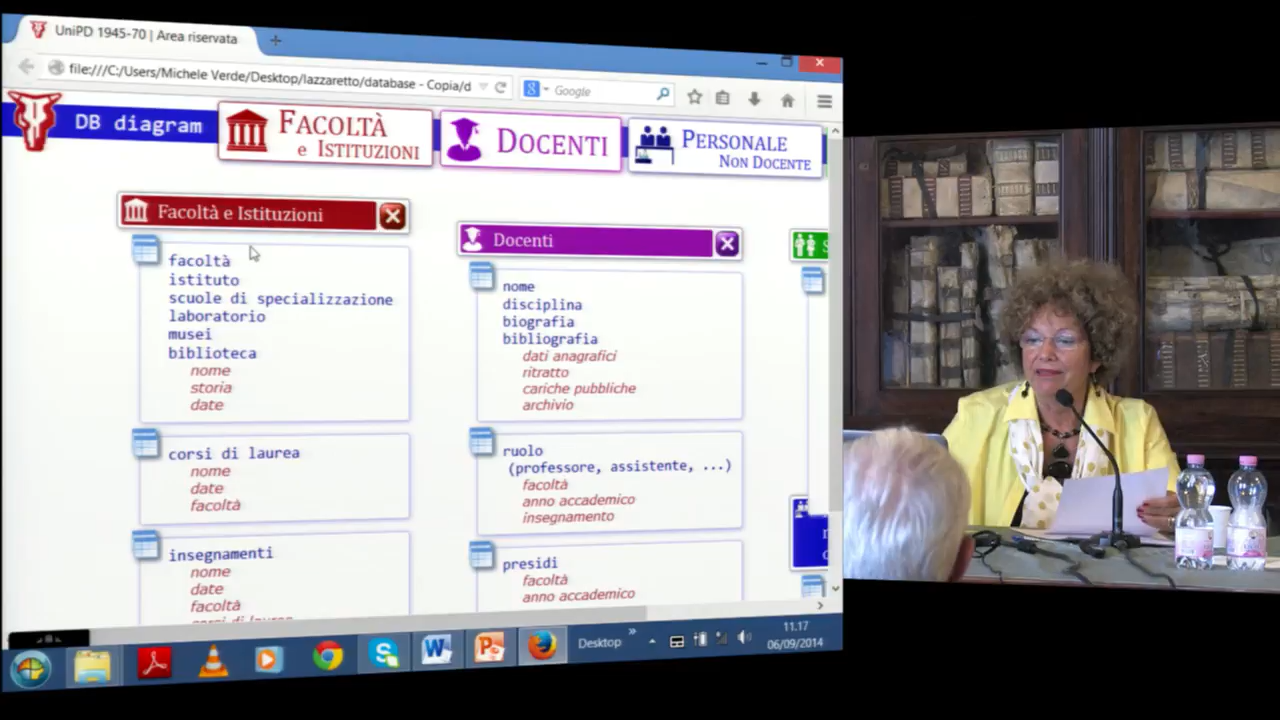 UniPD 1945-70 | Area riservata
file:///C:/Users/Michele Verde/Desktop/lazzaretto/database - Copia/d
Google
DB diagram
FACOLTÀ
E ISTITUZIONI
DOCENTI
PERSONALE
NON DOCENTE
Facoltà e Istituzioni
facoltà
istituto
scuole di specializzazione
laboratorio
musei
biblioteca
nome
storia
date
corsi di laurea
nome
date
facoltà
insegnamenti
nome
date
facoltà
corsi di laurea
Docenti
nome
disciplina
biografia
bibliografia
dati anagrafici
ritratto
cariche pubbliche
archivio
ruolo
(professore, assistente, ...)
facoltà
anno accademico
insegnamento
presidi
facoltà
anno accademico
S
Desktop
11.17
06/09/2014